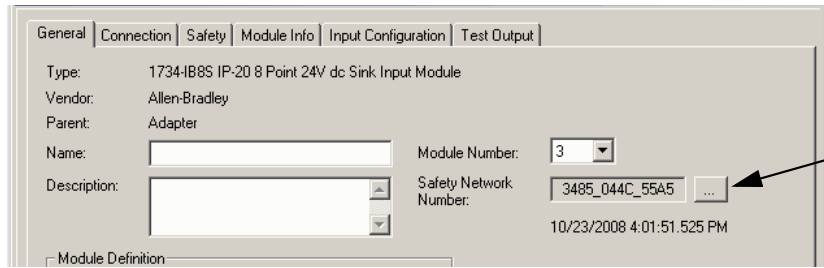 General Connection Safety Module Info Input Configuration Test Output
Type: 1734-IB8S IP-20 8 Point 24V dc Sink Input Module
Vendor: Allen-Bradley
Parent: Adapter
Name: Module Number: 3
Description: Safety Network Number: 3485_044C_55A5 ...
10/23/2008 4:01:51.525 PM
Module Definition